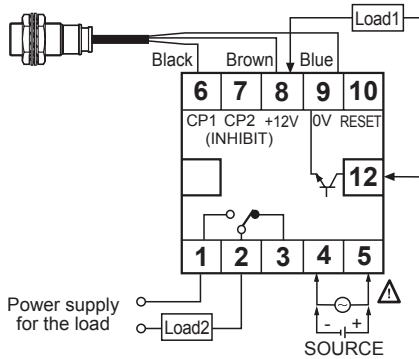 Load1
Black Brown Blue
6 7 8 9 10
CP1 CP2 +12V 0V RESET
(INHIBIT)
12
1 2 3 4 5
Power supply
for the load
Load2
- +
SOURCE